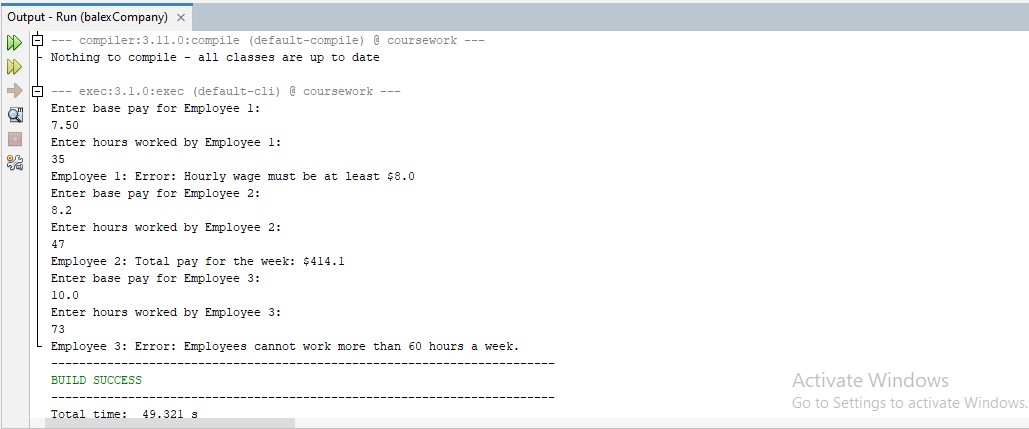 Output - Run (balexCompany) ×
--- compiler:3.11.0:compile (default-compile) @ coursework ---
Nothing to compile - all classes are up to date
--- exec:3.1.0:exec (default-cli) @ coursework ---
Enter base pay for Employee 1:
7.50
Enter hours worked by Employee 1:
35
Employee 1: Error: Hourly wage must be at least $8.0
Enter base pay for Employee 2:
8.2
Enter hours worked by Employee 2:
47
Employee 2: Total pay for the week: $414.1
Enter base pay for Employee 3:
10.0
Enter hours worked by Employee 3:
73
Employee 3: Error: Employees cannot work more than 60 hours a week.
------------------------------------------------------------------------
BUILD SUCCESS
------------------------------------------------------------------------
Total time:  49.321 s
Activate Windows
Go to Settings to activate Windows.